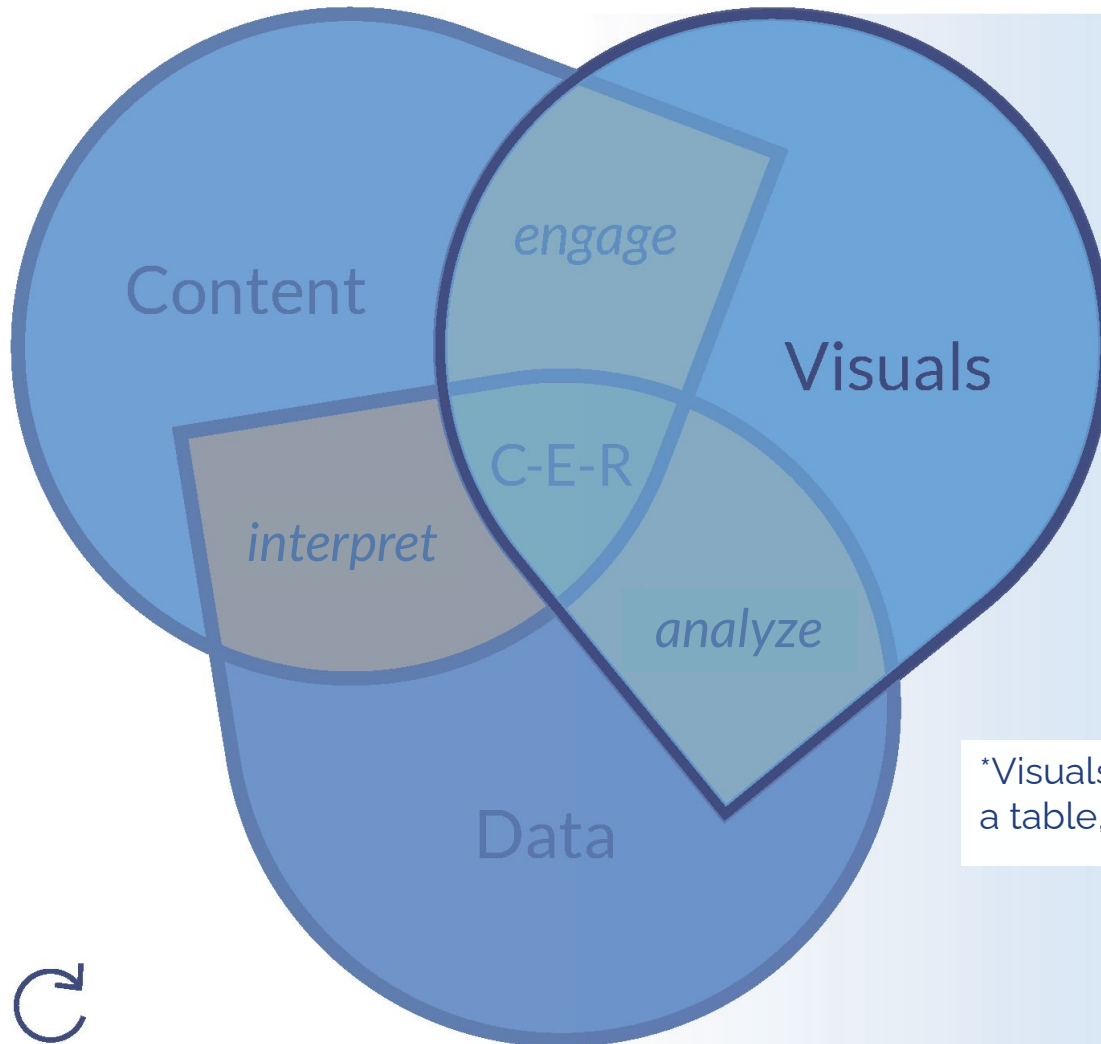 engage
Content
Visuals
C-E-R
interpret
analyze
*Visuals
a table,
Data